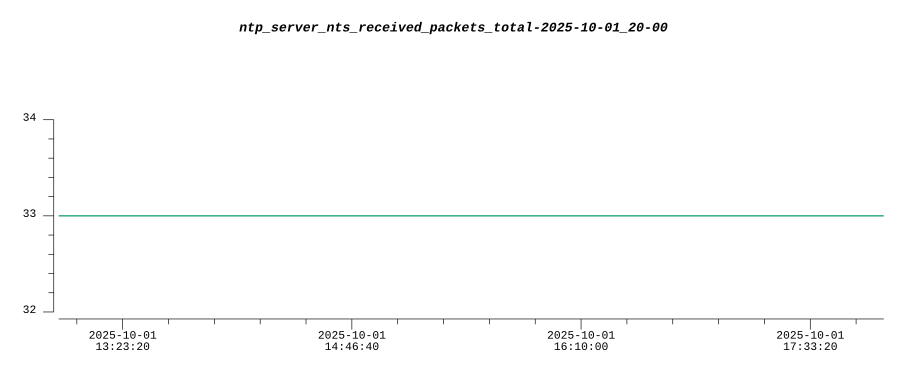 ntp_server_nts_received_packets_total-2025-10-01_20-00
34
33
32
2025-10-01 2025-10-01 2025-10-01 2025-10-01
13:23:20 14:46:40 16:10:00 17:33:20